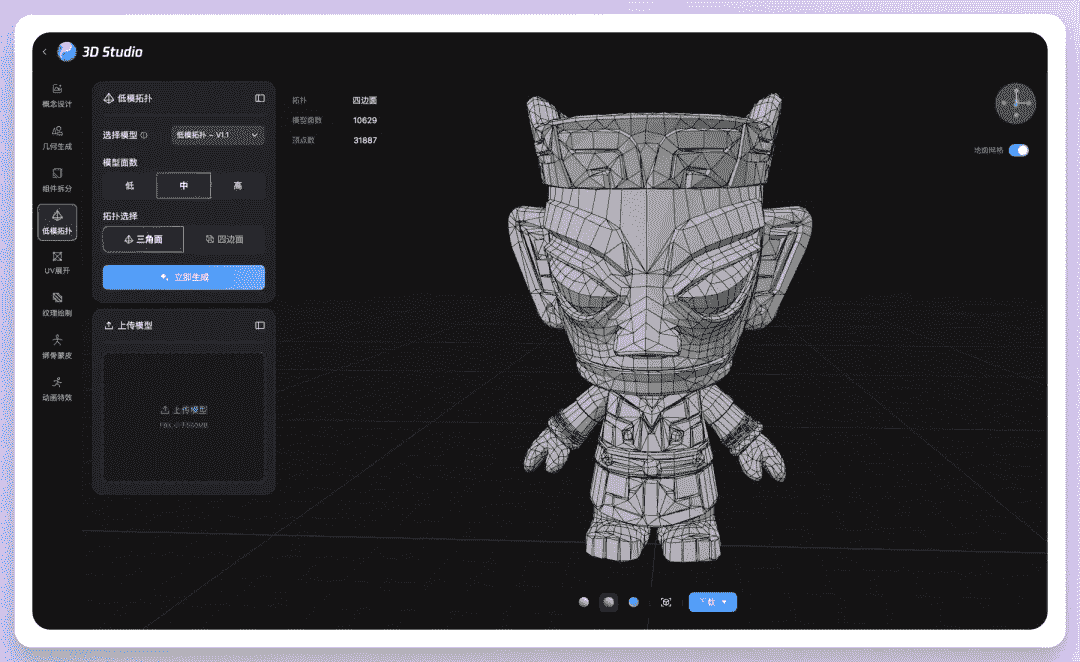 3D Studio
概念设计
几何生成
组件拆分
低模拓扑
UV展开
纹理绘制
绑骨蒙皮
动画特效
低模拓扑
选择模型
低模拓扑 - V1.1
模型面数
低 中 高
拓扑选择
三角面 四边面
立即生成
上传模型
上传模型
拓扑 四边面
模型面数 10629
顶点数 31887
下载